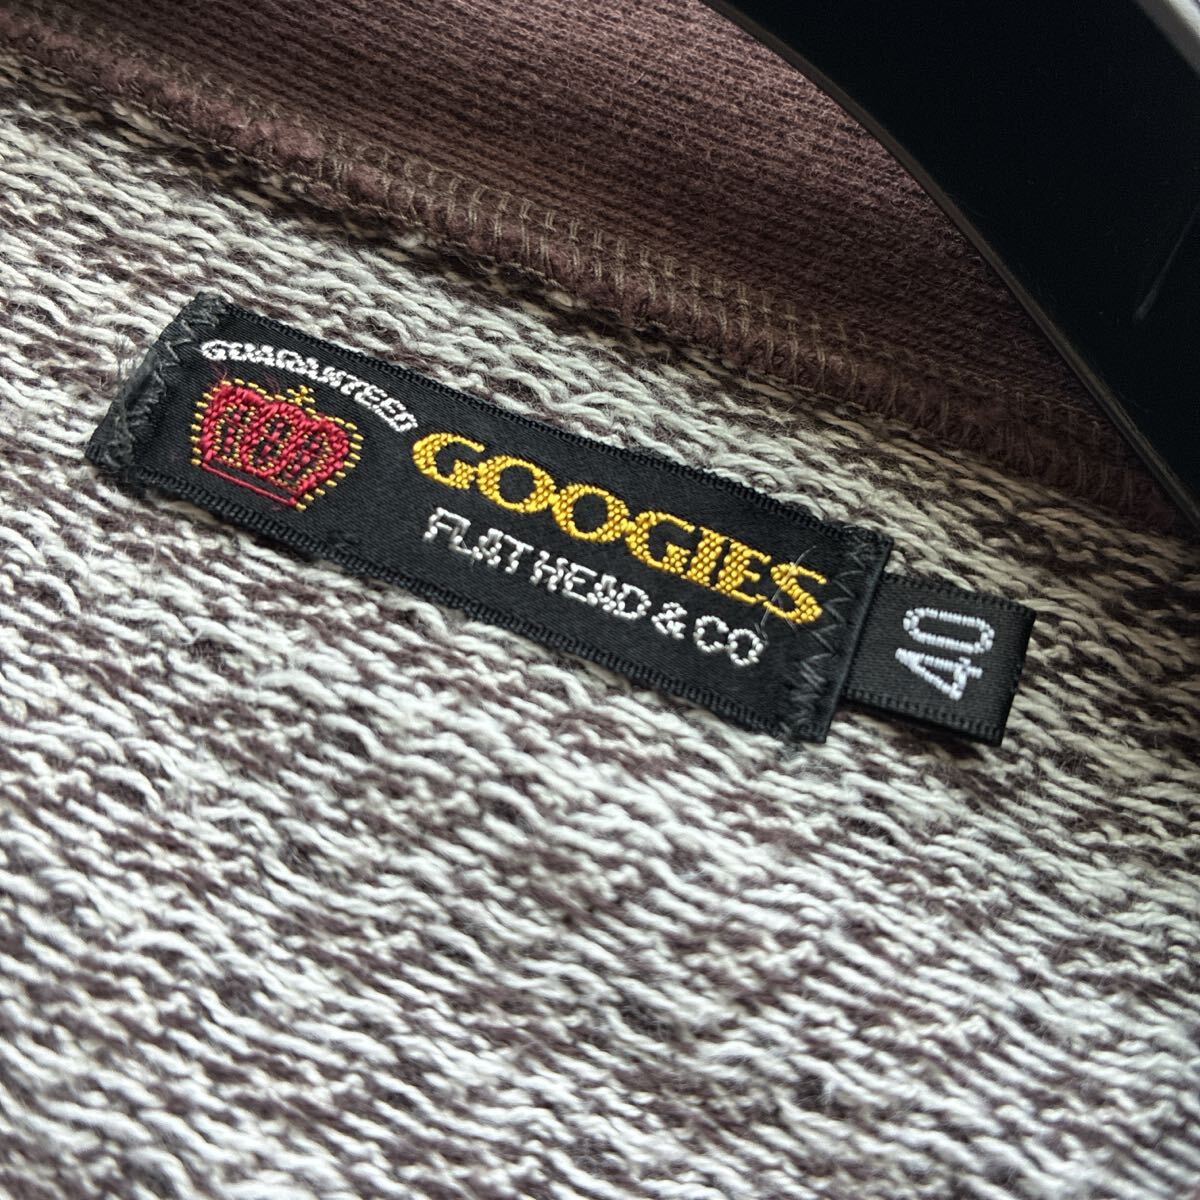 GUARANTEED
GOOGIES
FLAT HEAD & CO
40